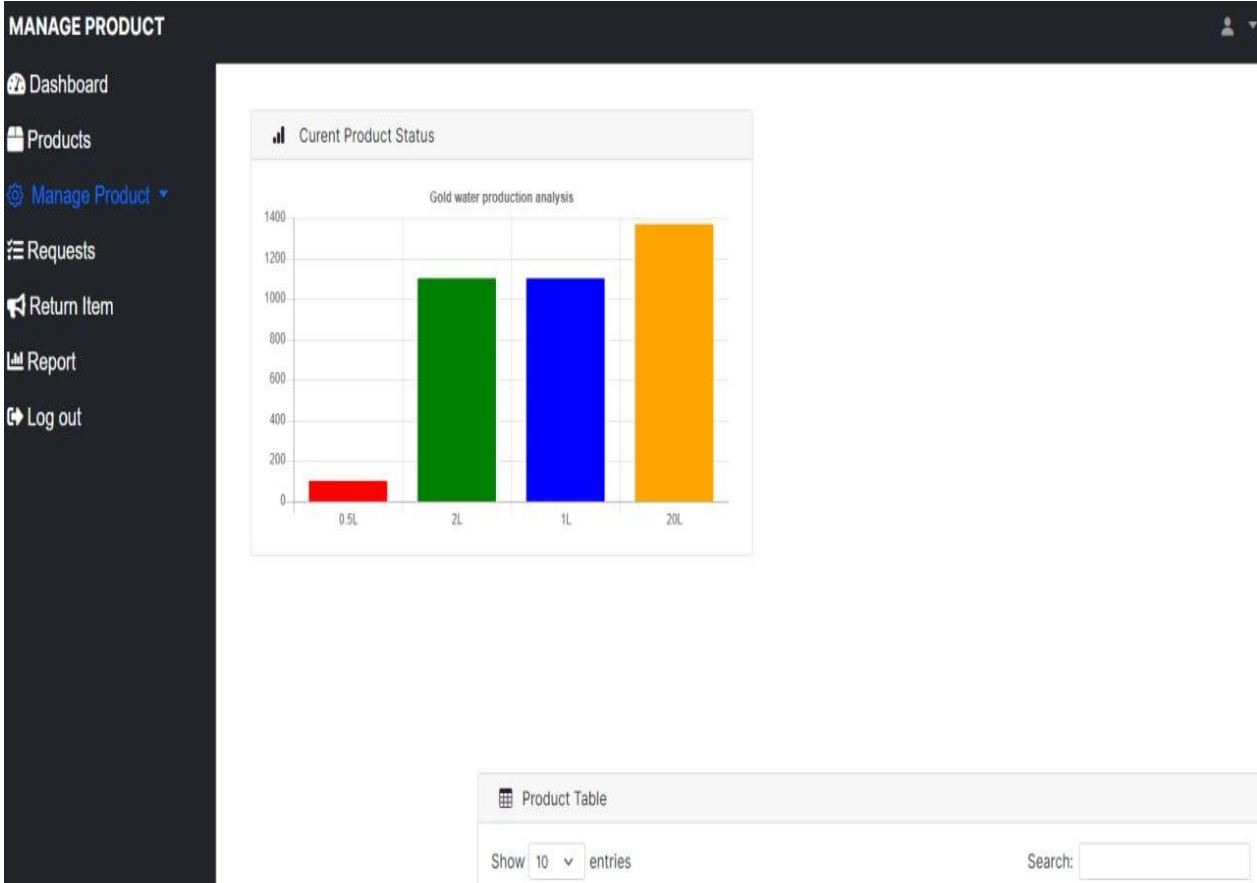 MANAGE PRODUCT
Dashboard
Products
Manage Product
Requests
Return Item
Report
Log out
Curent Product Status
Gold water production analysis
1400
1200
1000
800
600
400
200
0
0.5L 2L 1L 20L
Product Table
Show 10 entries Search: